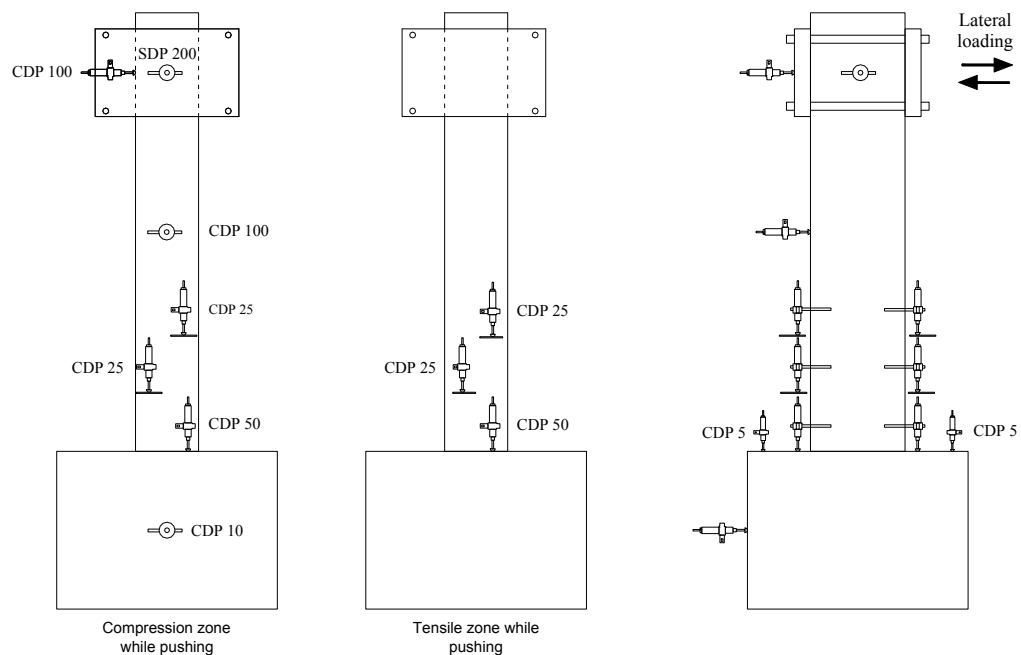 SDP 200
CDP 100
CDP 100
CDP 25
CDP 25
CDP 50
CDP 10
Compression zone
while pushing
CDP 25
CDP 25
CDP 50
Tensile zone while
pushing
Lateral
loading
CDP 5
CDP 5